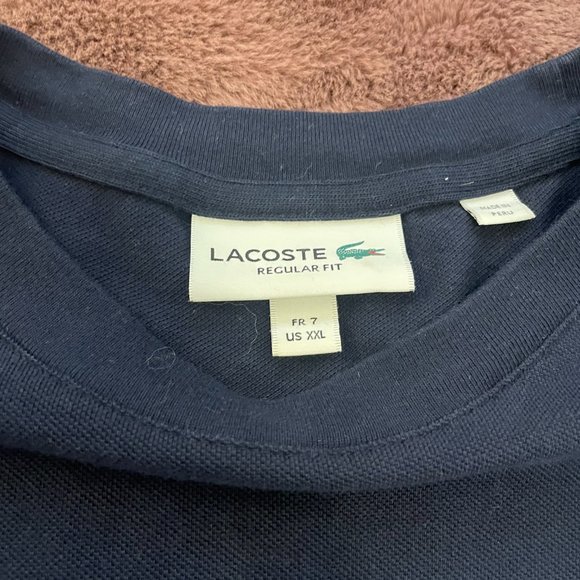 LACOSTE
REGULAR FIT
FR 7
US XXL
MADE IN
PERU